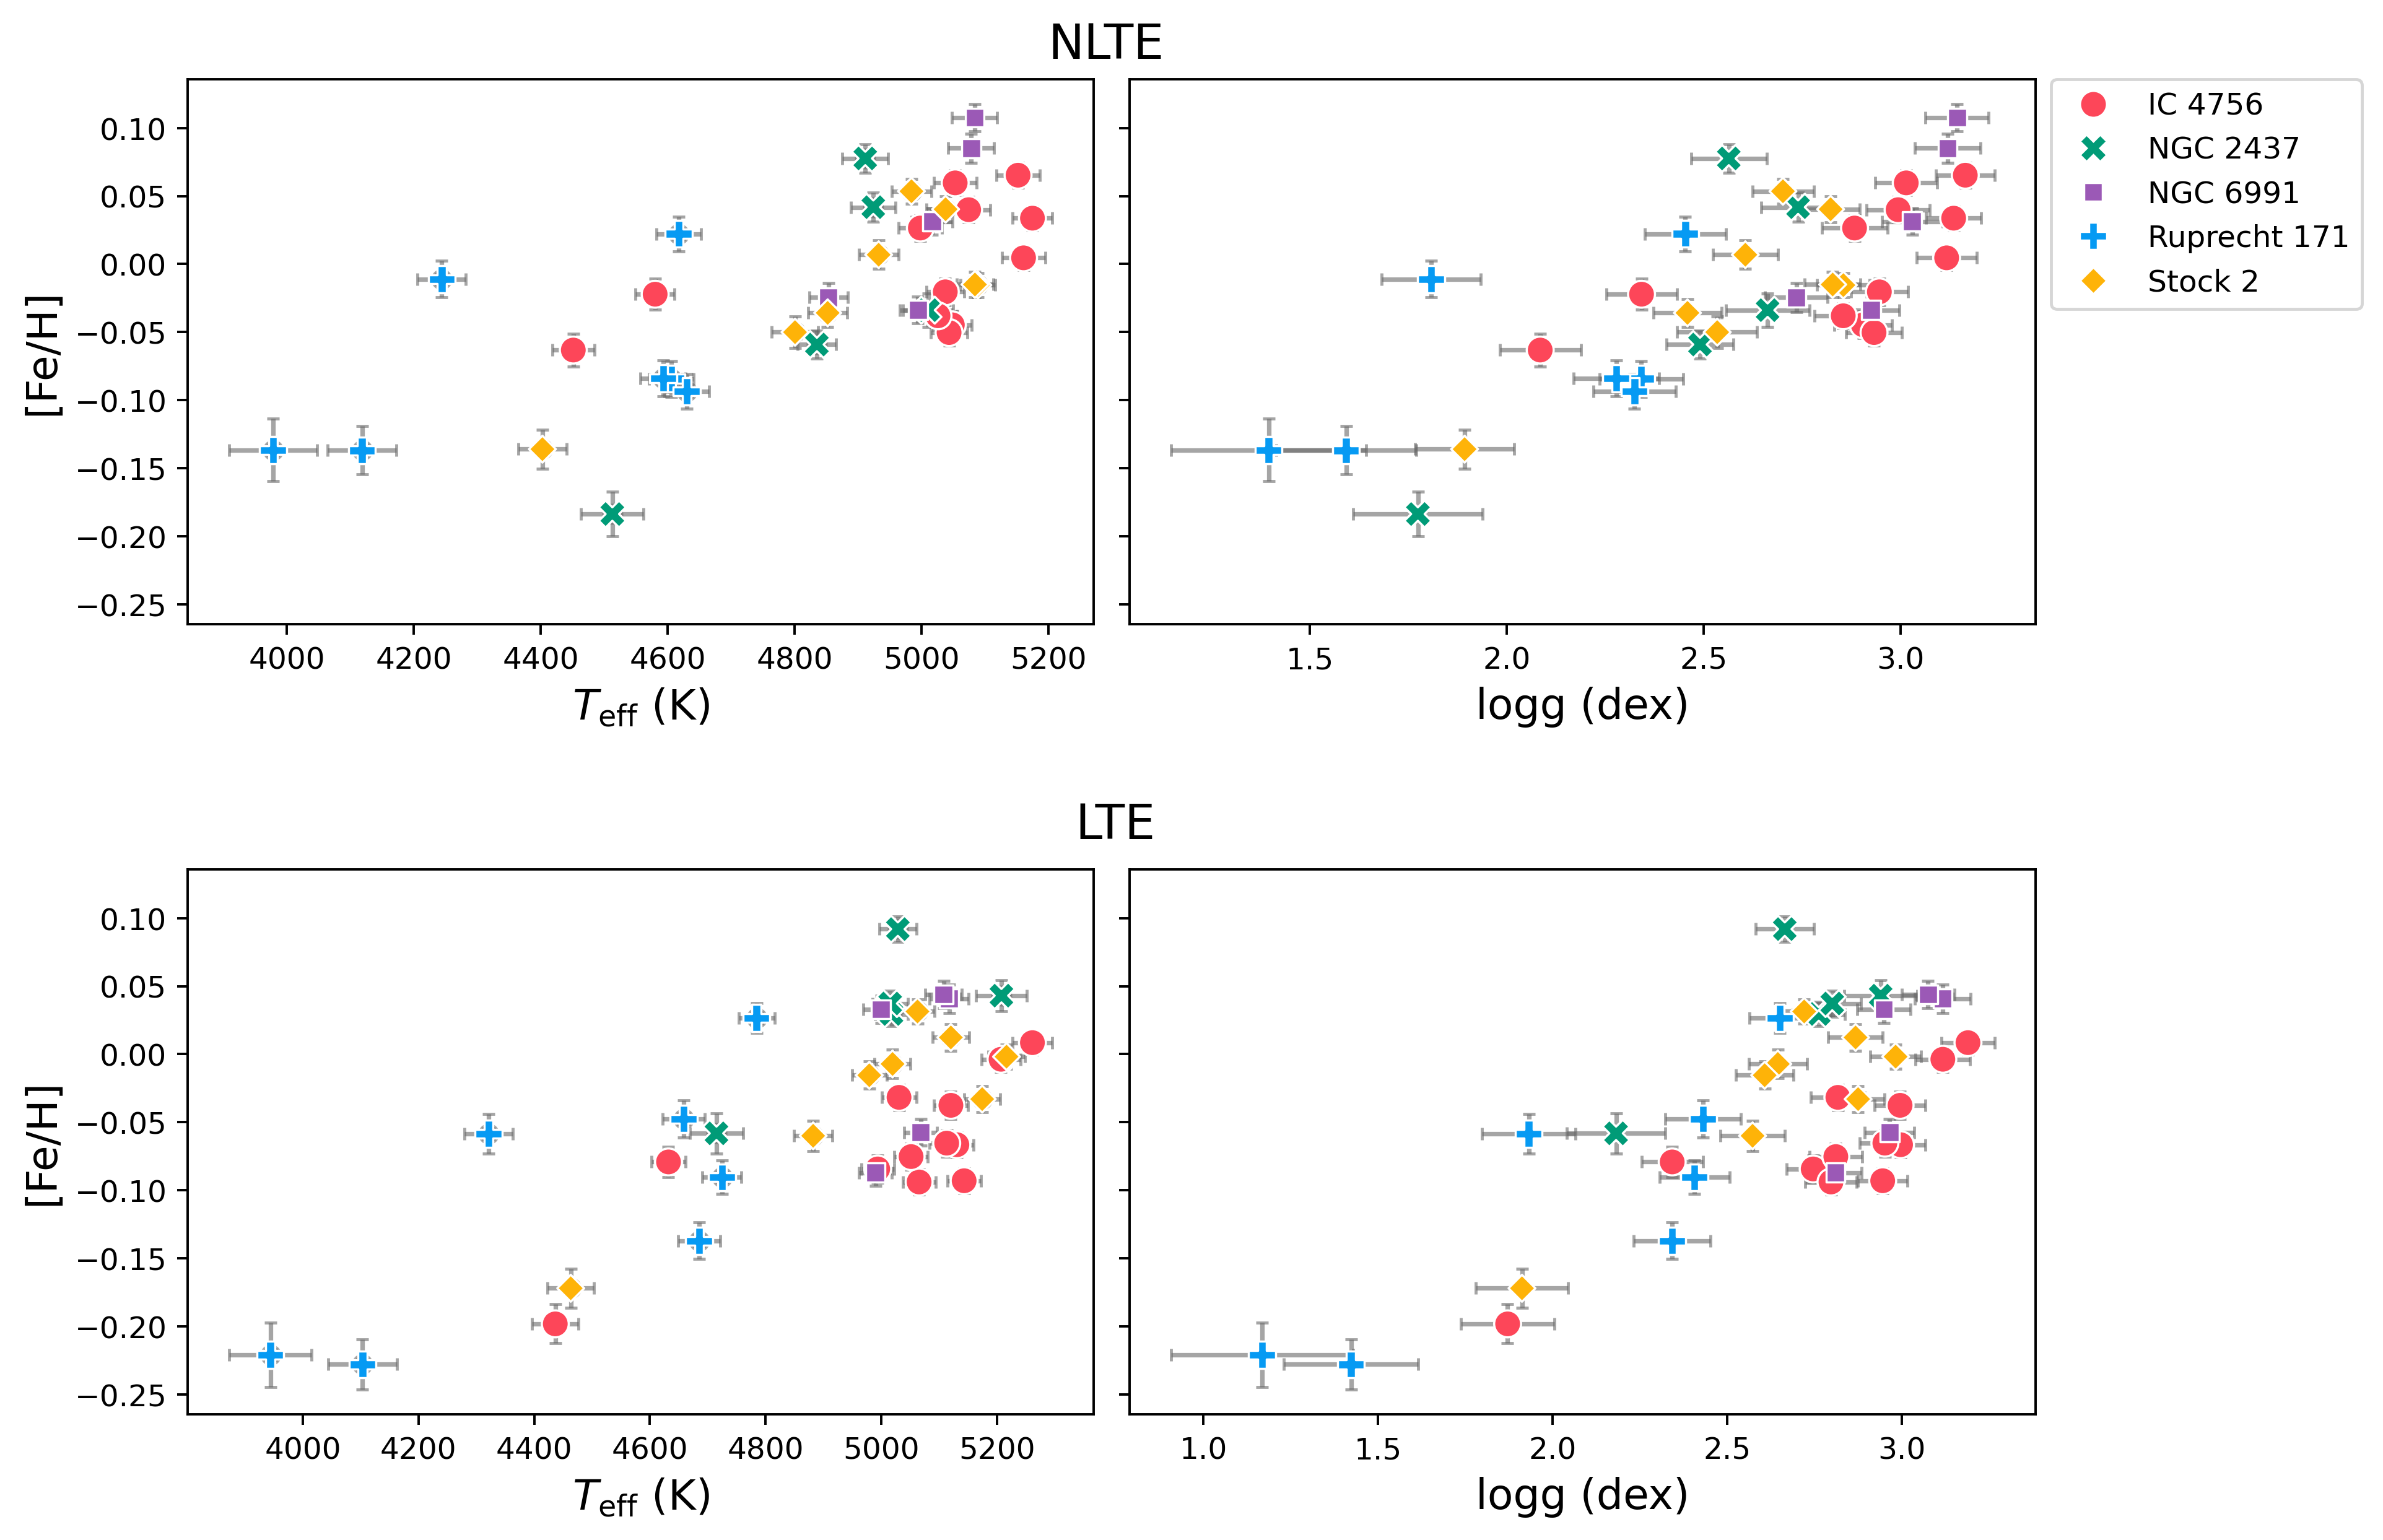 NLTE
IC 4756
NGC 2437
NGC 6991
Ruprecht 171
Stock 2
[Fe/H]
0.10
0.05
0.00
−0.05
−0.10
−0.15
−0.20
−0.25
4000 4200 4400 4600 4800 5000 5200
T_eff (K)
1.5 2.0 2.5 3.0
logg (dex)
LTE
[Fe/H]
0.10
0.05
0.00
−0.05
−0.10
−0.15
−0.20
−0.25
4000 4200 4400 4600 4800 5000 5200
T_eff (K)
1.0 1.5 2.0 2.5 3.0
logg (dex)